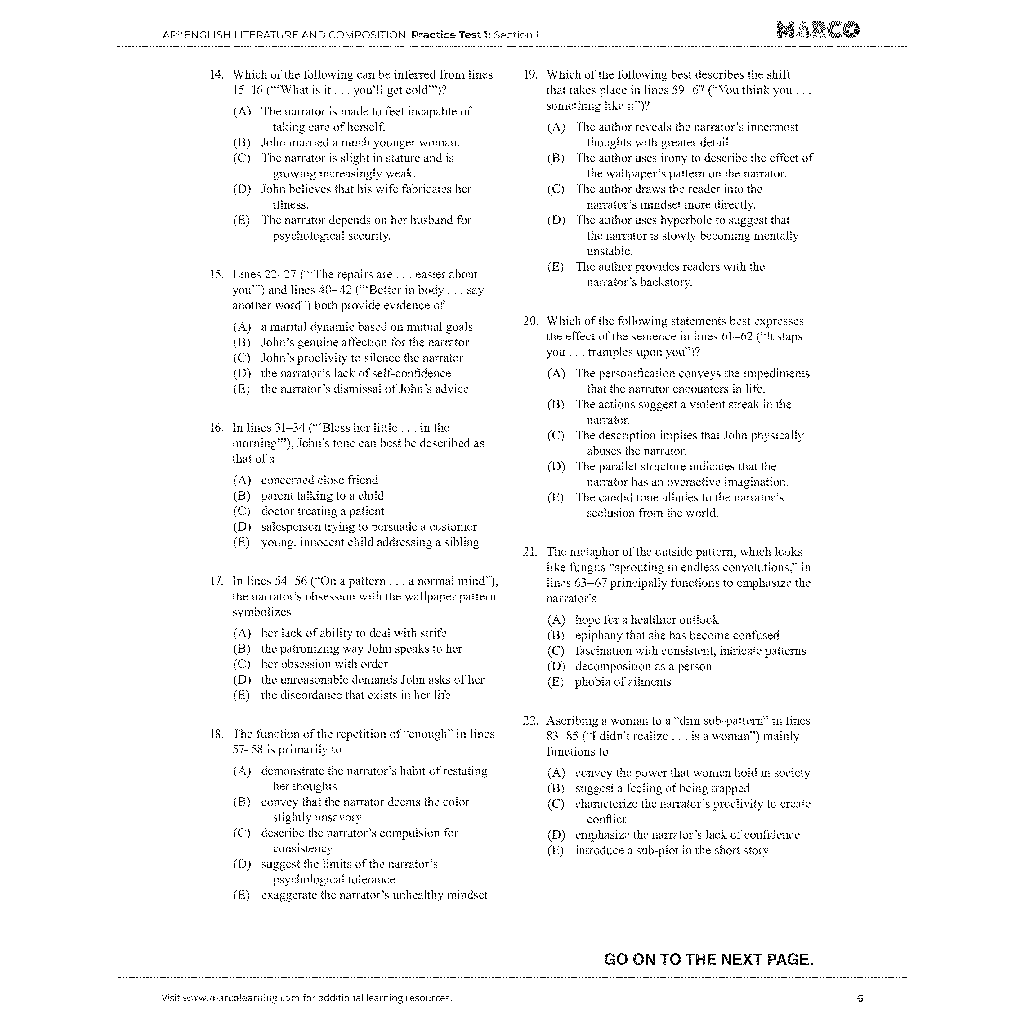 AP® ENGLISH LITERATURE AND COMPOSITION Practice Test 1: Section I
MARCO
14. Which of the following can be inferred from lines
15–16 (“‘What is it . . . you’ll get cold’”)?
(A) The narrator is made to feel incapable of
taking care of herself.
(B) John married a much younger woman.
(C) The narrator is slight in stature and is
growing increasingly weak.
(D) John believes that his wife fabricates her
illness.
(E) The narrator depends on her husband for
psychological security.
15. Lines 22–27 (“‘The repairs are . . . easier about
you’”) and lines 40–42 (“‘Better in body . . . say
another word”) both provide evidence of
(A) a marital dynamic based on mutual goals
(B) John’s genuine affection for the narrator
(C) John’s proclivity to silence the narrator
(D) the narrator’s lack of self-confidence
(E) the narrator’s dismissal of John’s advice
16. In lines 31–34 (“‘Bless her little . . . in the
morning’”), John’s tone can best be described as
that of a
(A) concerned close friend
(B) parent talking to a child
(C) doctor treating a patient
(D) salesperson trying to persuade a customer
(E) young, innocent child addressing a sibling
17. In lines 54–56 (“On a pattern . . . a normal mind”),
the narrator’s obsession with the wallpaper pattern
symbolizes
(A) her lack of ability to deal with strife
(B) the patronizing way John speaks to her
(C) her obsession with order
(D) the unreasonable demands John asks of her
(E) the discordance that exists in her life
18. The function of the repetition of “enough” in lines
57–58 is primarily to
(A) demonstrate the narrator’s habit of restating
her thoughts
(B) convey that the narrator deems the color
slightly unsavory
(C) describe the narrator’s compulsion for
consistency
(D) suggest the limits of the narrator’s
psychological tolerance
(E) exaggerate the narrator’s unhealthy mindset
19. Which of the following best describes the shift
that takes place in lines 59–67 (“You think you . . .
something like it”)?
(A) The author reveals the narrator’s innermost
thoughts with greater detail
(B) The author uses irony to describe the effect of
the wallpaper’s pattern on the narrator.
(C) The author draws the reader into the
narrator’s mindset more directly.
(D) The author uses hyperbole to suggest that
the narrator is slowly becoming mentally
unstable.
(E) The author provides readers with the
narrator’s backstory.
20. Which of the following statements best expresses
the effect of the sentence in lines 61–62 (“It slaps
you . . . tramples upon you”)?
(A) The personification conveys the impediments
that the narrator encounters in life.
(B) The actions suggest a violent streak in the
narrator.
(C) The description implies that John physically
abuses the narrator.
(D) The parallel structure indicates that the
narrator has an overactive imagination.
(E) The candid tone alludes to the narrator’s
seclusion from the world.
21. The metaphor of the outside pattern, which looks
like fungus “sprouting in endless convolutions,” in
lines 63–67 principally functions to emphasize the
narrator’s
(A) hope for a healthier outlook
(B) epiphany that she has become confused
(C) fascination with consistent, intricate patterns
(D) decomposition as a person
(E) phobia of ailments
22. Ascribing a woman to a “dim sub-pattern” in lines
83–85 (“I didn’t realize . . . is a woman”) mainly
functions to
(A) convey the power that women hold in society
(B) suggest a feeling of being trapped
(C) characterize the narrator’s proclivity to create
conflict
(D) emphasize the narrator’s lack of confidence
(E) introduce a sub-plot in the short story
GO ON TO THE NEXT PAGE.
Visit www.marcolearning.com for additional learning resources.
6